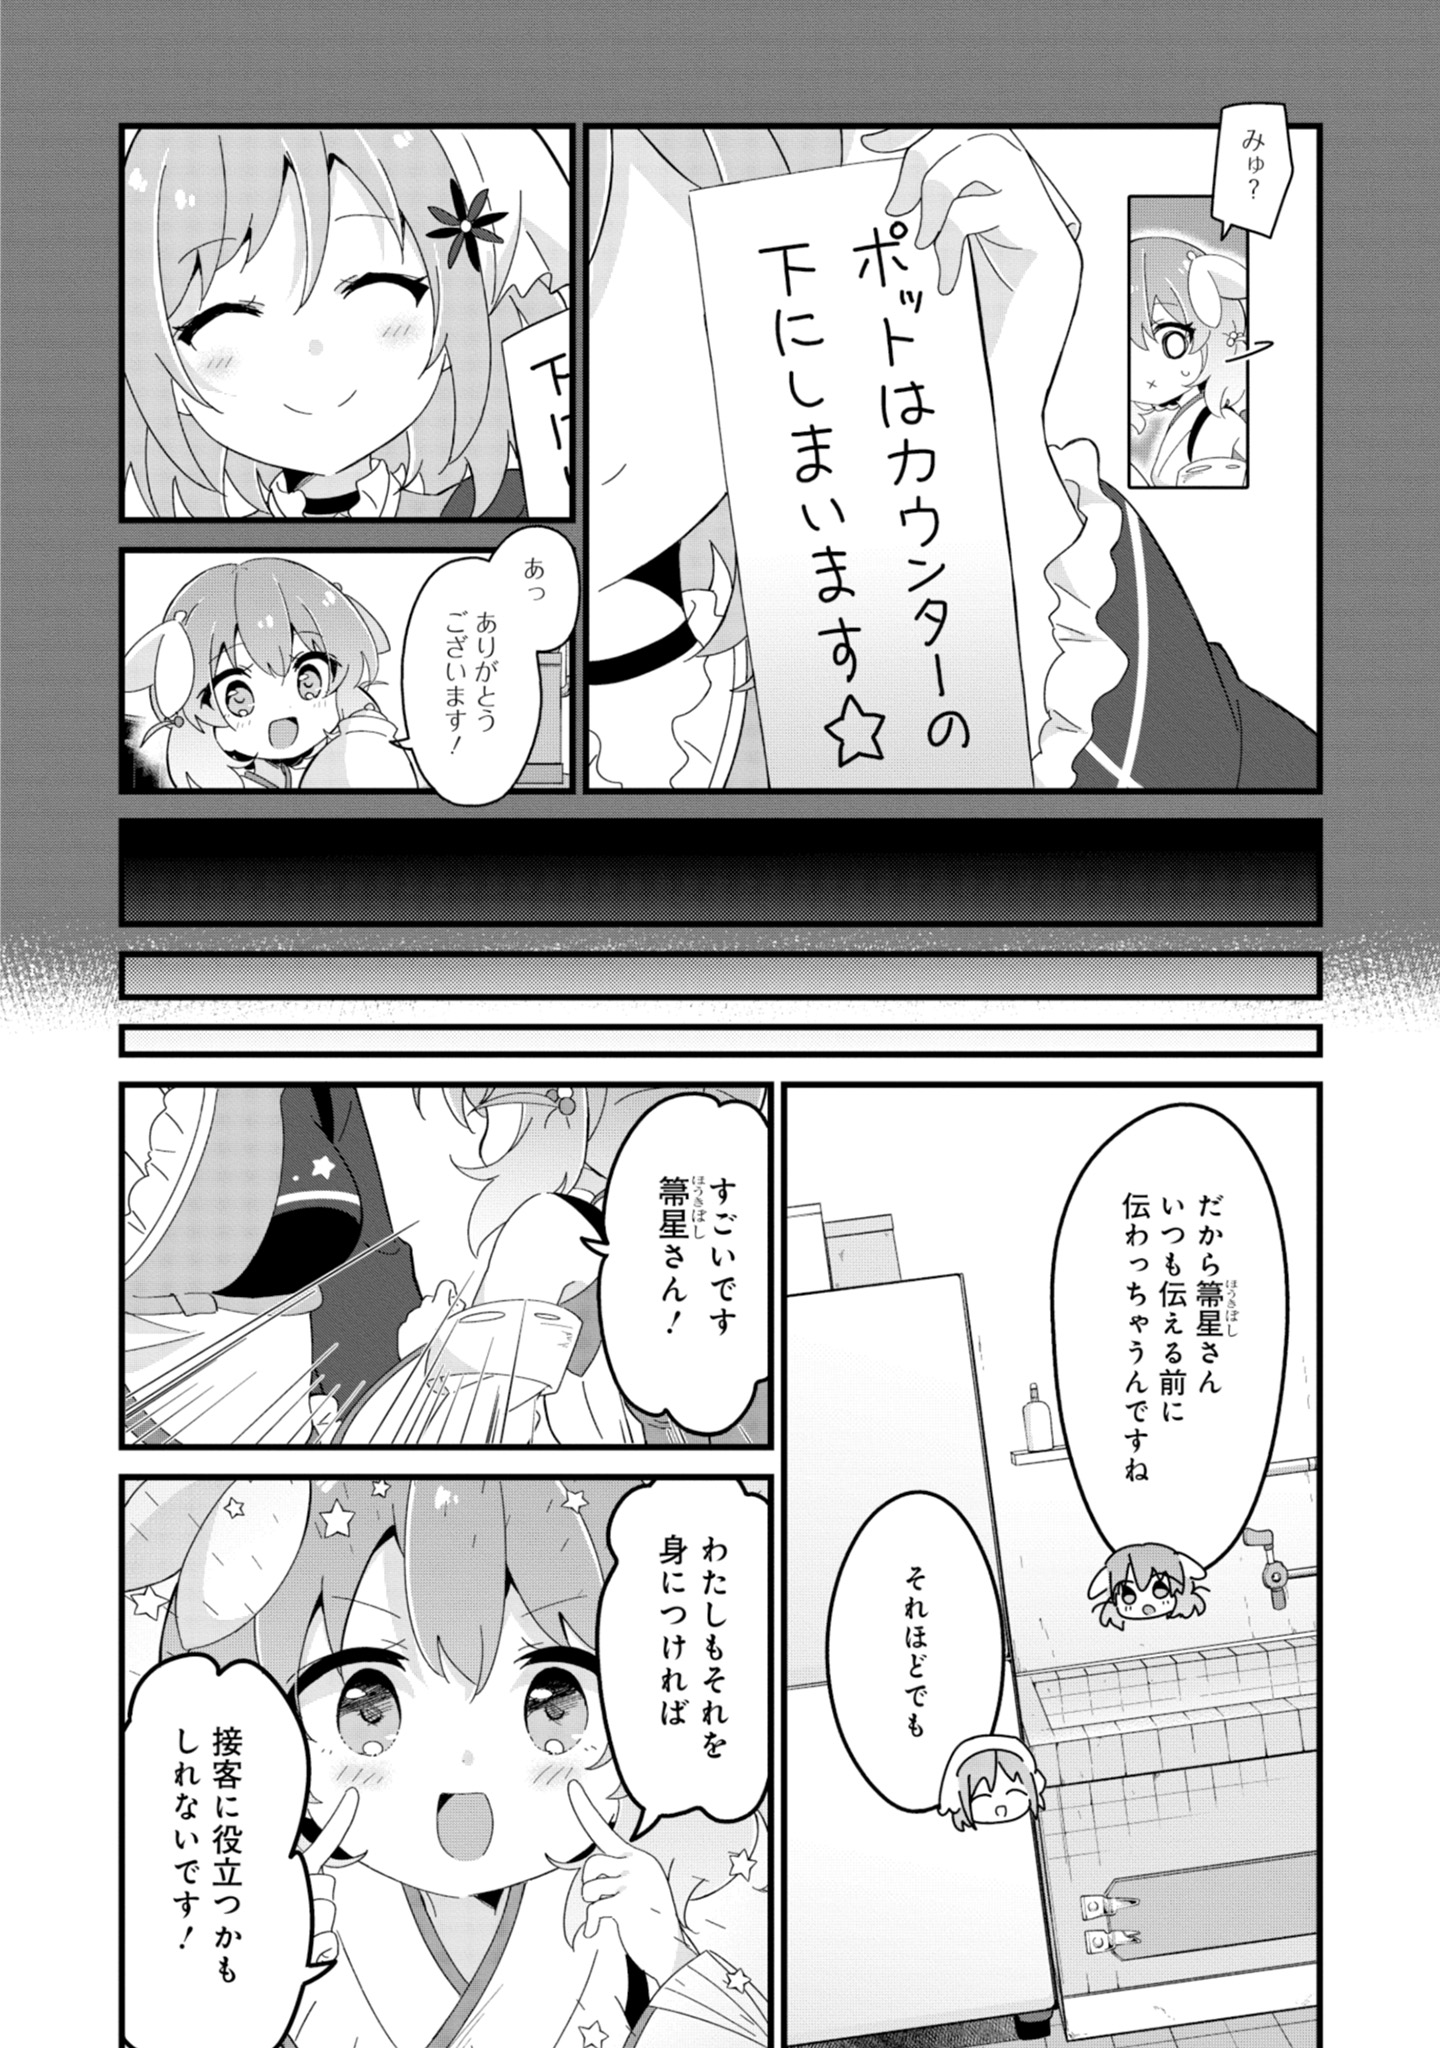 みゅ?
ポットはカウンターの
下にしまいます☆
あっ
ありがとう
ございます!
だから箒星さん
いつも伝える前に
伝わっちゃうんですね
それほどでも
すごいです
箒星さん!
わたしもそれを
身につければ
接客に役立つかも
しれないです!